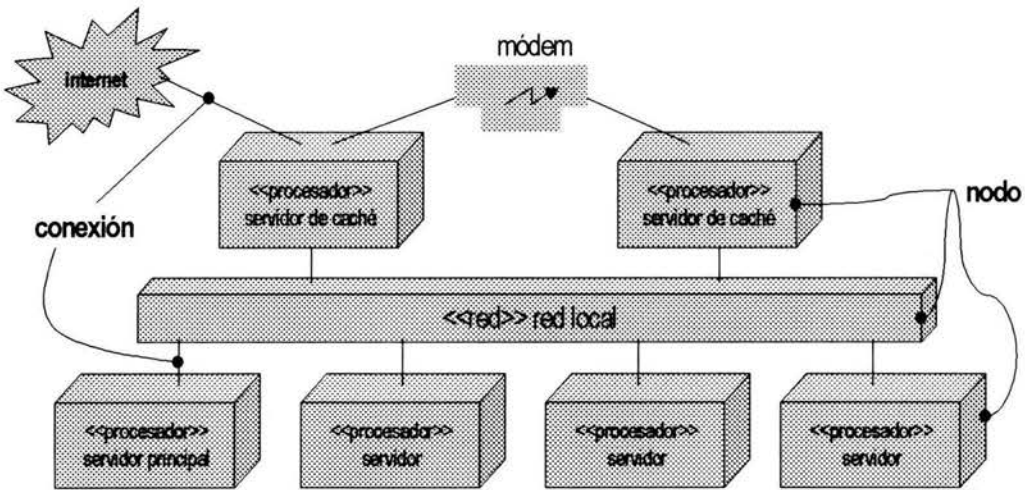 módem
internet
<<procesador>>
servidor de caché
<<procesador>>
servidor de caché
nodo
conexión
<<red>> red local
<<procesador>>
servidor principal
<<procesador>>
servidor
<<procesador>>
servidor
<<procesador>>
servidor